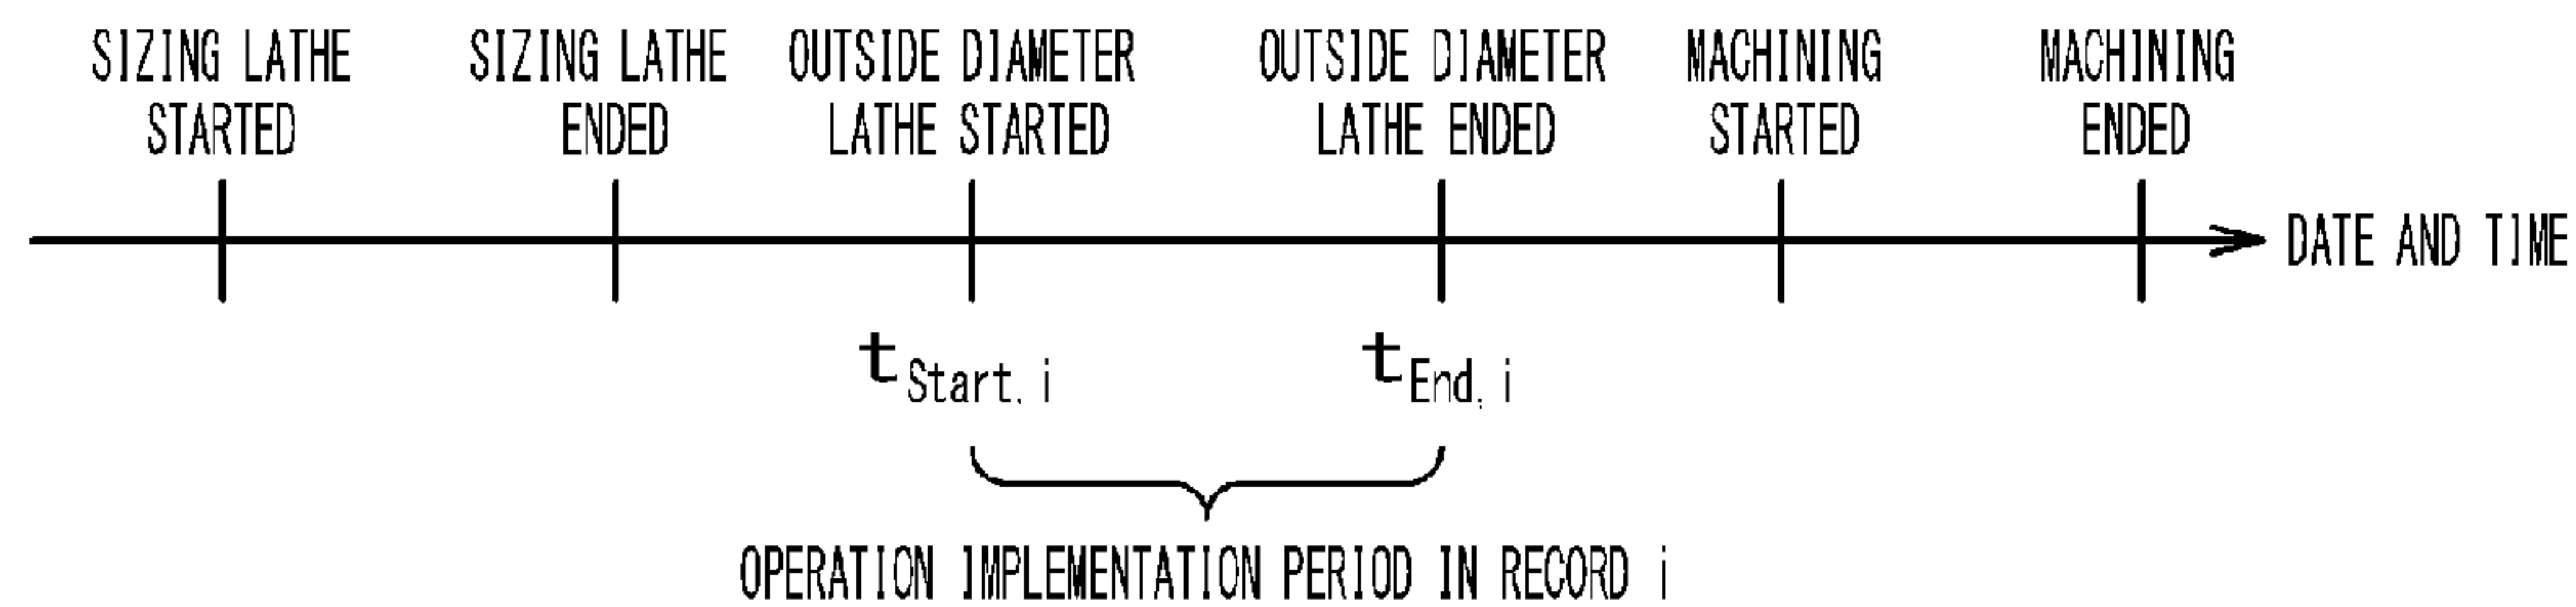 SIZING LATHE
STARTED
SIZING LATHE
ENDED
OUTSIDE DIAMETER
LATHE STARTED
OUTSIDE DIAMETER
LATHE ENDED
MACHINING
STARTED
MACHINING
ENDED
DATE AND TIME
tStart, i
tEnd, i
OPERATION IMPLEMENTATION PERIOD IN RECORD i